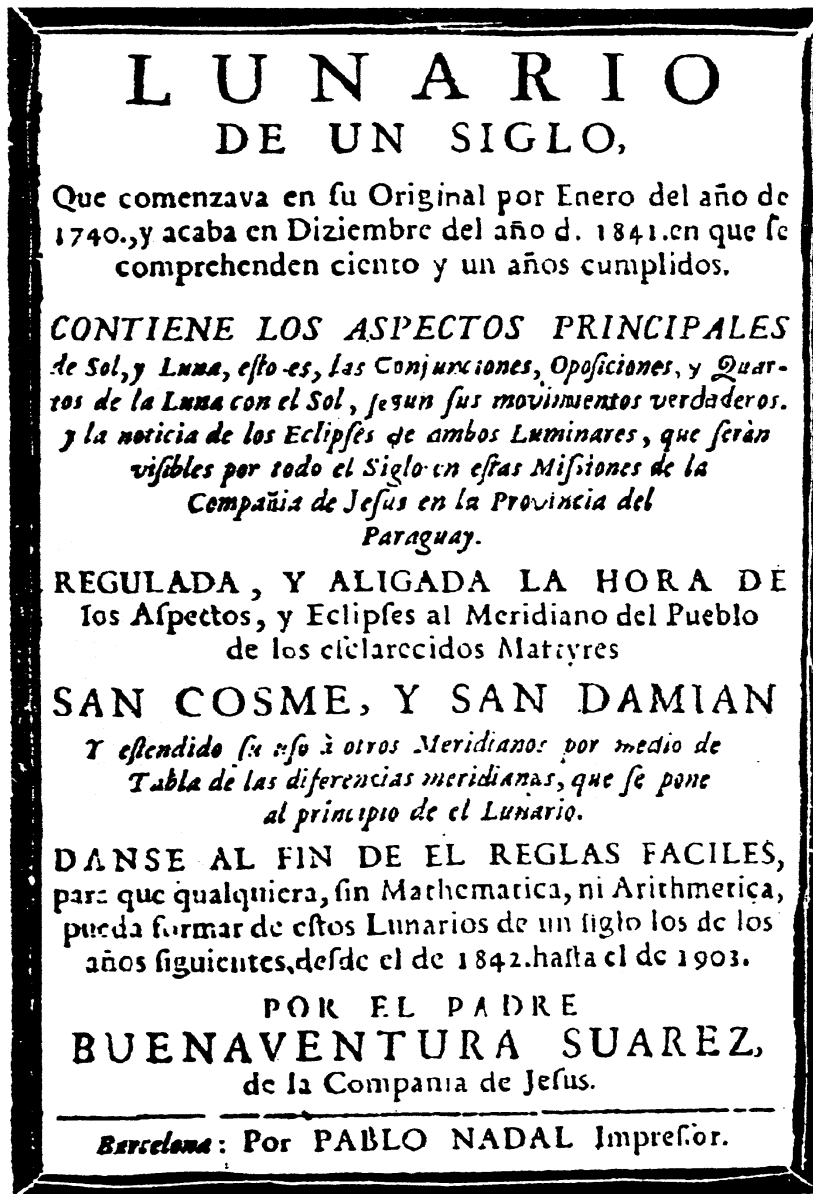 LUNARIO
DE UN SIGLO,
Que comenzava en ſu Original por Enero del año de
1740.,y acaba en Diziembre del año d. 1841.en que ſe
comprehenden ciento y un años cumplidos.
CONTIENE LOS ASPECTOS PRINCIPALES
de Sol, y Luna, eſto es, las Conjunciones, Opoſiciones, y Quar-
tos de la Luna con el Sol, ſegun ſus movimientos verdaderos.
y la noticia de los Eclipſes de ambos Luminares, que ſeràn
viſibles por todo el Siglo en eſtas Miſsiones de la
Compañia de Jeſus en la Provincia del
Paraguay.
REGULADA, Y ALIGADA LA HORA DE
los Aſpectos, y Eclipſes al Meridiano del Pueblo
de los eſclarecidos Martyres
SAN COSME, Y SAN DAMIAN
Y eſtendido ſu uſo à otros Meridianos por medio de
Tabla de las diferencias meridianas, que ſe pone
al principio de el Lunario.
DANSE AL FIN DE EL REGLAS FACILES,
para que qualquiera, ſin Mathematica, ni Arithmetica,
pueda formar de eſtos Lunarios de un ſiglo los de los
años ſiguientes,deſde el de 1842.haſta el de 1903.
POR EL PADRE
BUENAVENTURA SUAREZ,
de la Compania de Jeſus.
Barcelona: Por PABLO NADAL Impreſſor.